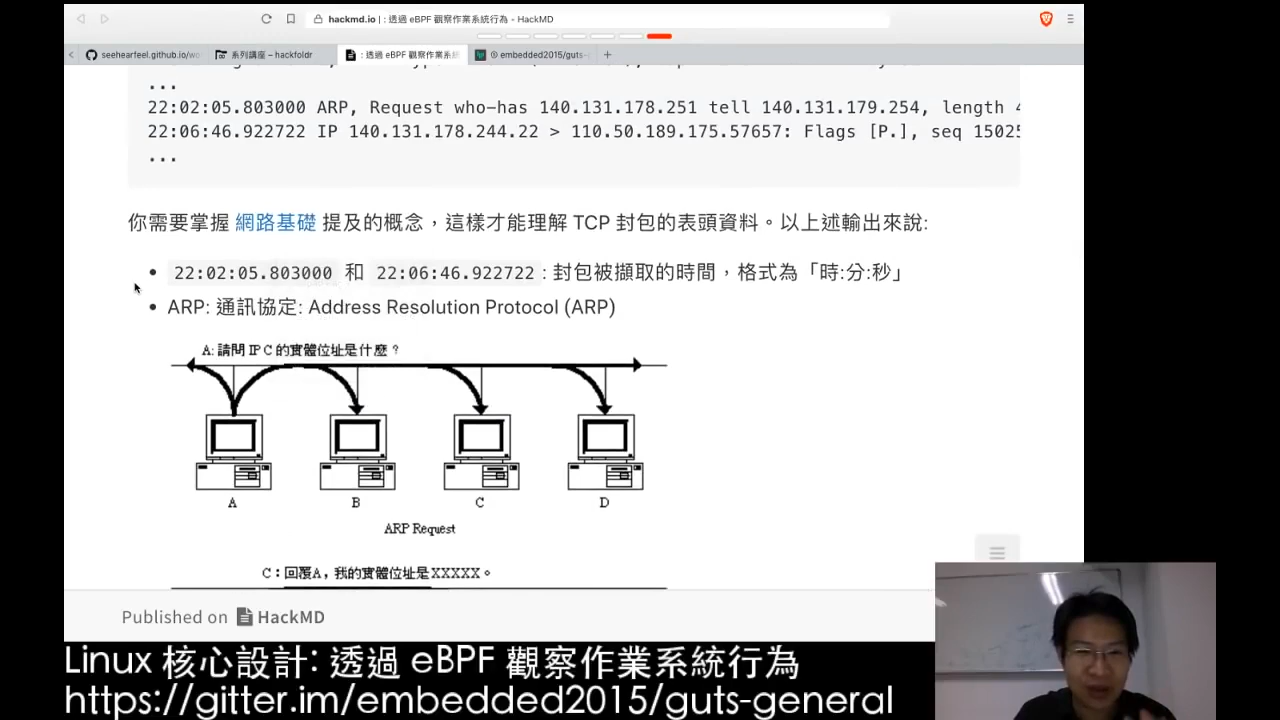 hackmd.io | : 透過 eBPF 觀察作業系統行為 - HackMD
seehearfeel.github.io/wo
系列講座 – hackfoldr
: 透過 eBPF 觀察作業系統
embedded2015/guts-
...
22:02:05.803000 ARP, Request who-has 140.131.178.251 tell 140.131.179.254, length 4
22:06:46.922722 IP 140.131.178.244.22 > 110.50.189.175.57657: Flags [P.], seq 15025
...
你需要掌握 網路基礎 提及的概念，這樣才能理解 TCP 封包的表頭資料。以上述輸出來說:
• 22:02:05.803000 和 22:06:46.922722 : 封包被擷取的時間，格式為「時:分:秒」
• ARP: 通訊協定: Address Resolution Protocol (ARP)
A: 請問 IP C 的實體位址是什麼？
A B C D
ARP Request
C：回覆A，我的實體位址是XXXXX。
Published on HackMD
Linux 核心設計: 透過 eBPF 觀察作業系統行為
https://gitter.im/embedded2015/guts-general